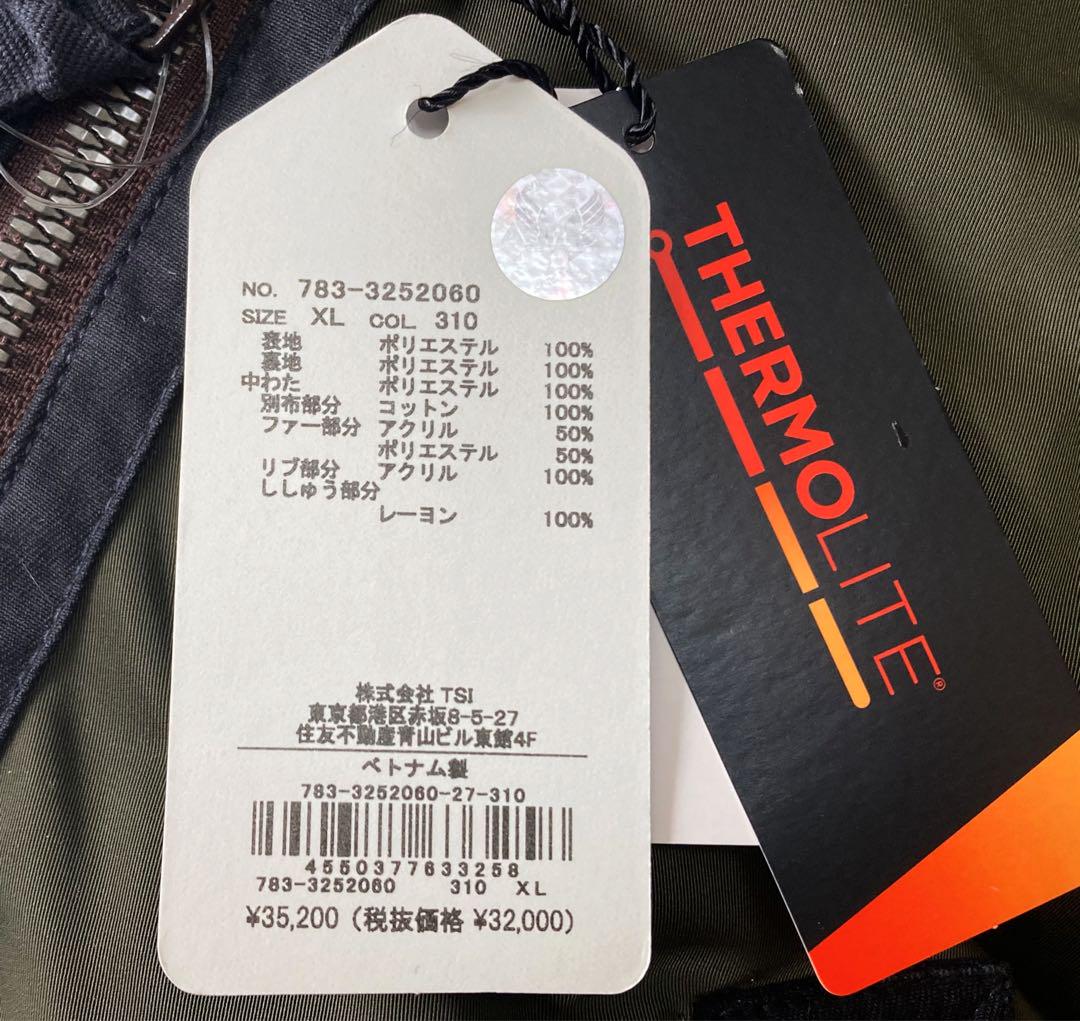 NO. 783-3252060
SIZE XL COL 310
表地 ポリエステル 100%
裏地 ポリエステル 100%
中わた ポリエステル 100%
別布部分 コットン 100%
ファー部分 アクリル 50%
ポリエステル 50%
リブ部分 アクリル 100%
ししゅう部分
レーヨン 100%
株式会社 TSI
東京都港区赤坂8-5-27
住友不動産青山ビル東館4F
ベトナム製
783-3252060-27-310
4550377633258
783-3252060 310 XL
¥35,200 (税抜価格 ¥32,000)
THERMOLITE®